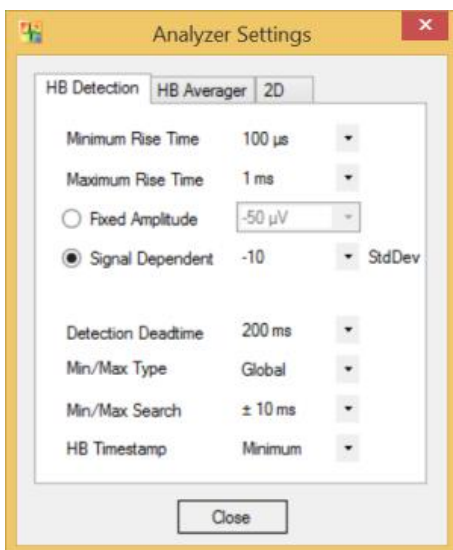 Analyzer Settings
HB Detection HB Averager 2D
Minimum Rise Time 100 µs
Maximum Rise Time 1 ms
Fixed Amplitude -50 µV
Signal Dependent -10 StdDev
Detection Deadtime 200 ms
Min/Max Type Global
Min/Max Search ± 10 ms
HB Timestamp Minimum
Close